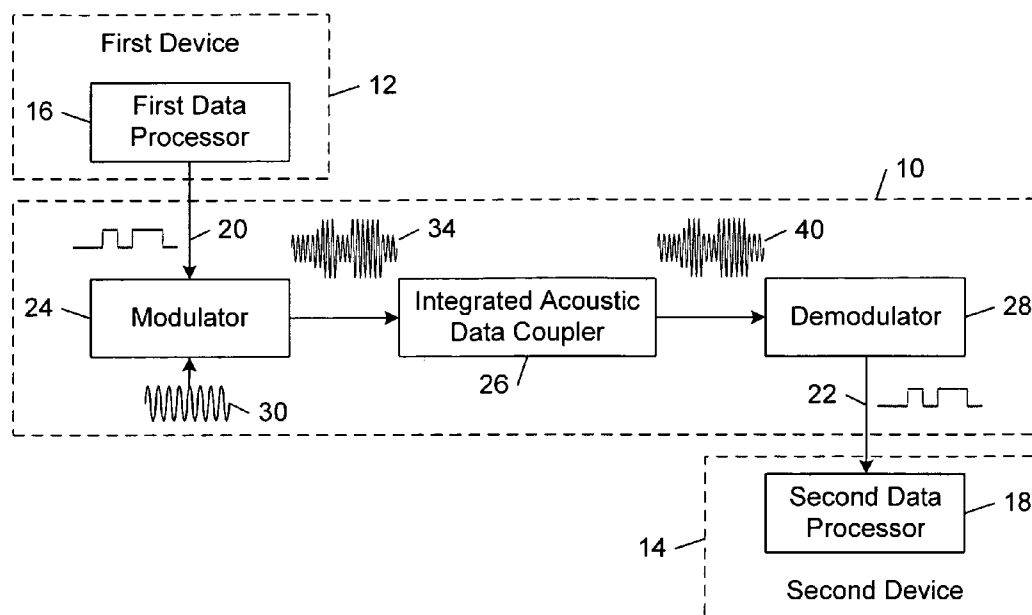 First Device
16
First Data
Processor
12
10
20
34
40
24
Modulator
Integrated Acoustic
Data Coupler
Demodulator
28
26
30
22
Second Data
Processor
18
14
Second Device